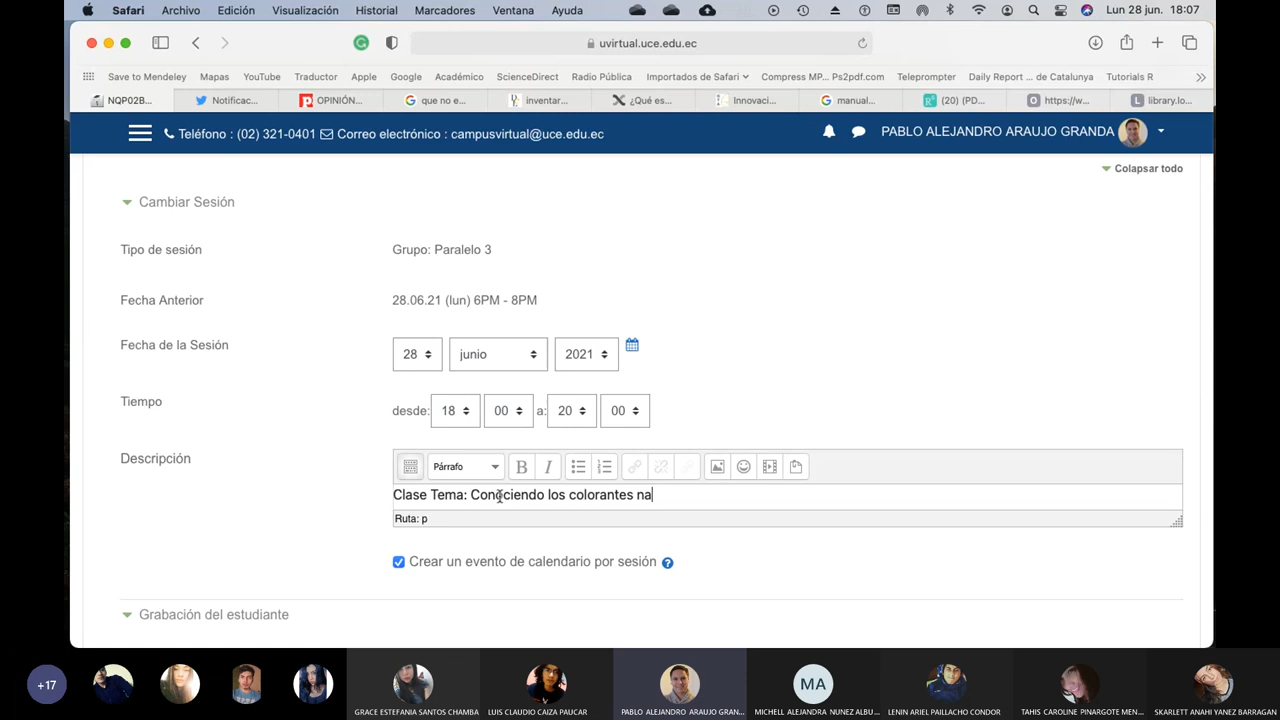 Safari Archivo Edición Visualización Historial Marcadores Ventana Ayuda Lun 28 jun. 18:07
uvirtual.uce.edu.ec
Save to Mendeley Mapas YouTube Traductor Apple Google Académico ScienceDirect Radio Pública Importados de Safari Compress MP... Ps2pdf.com Teleprompter Daily Report ... de Catalunya Tutorials R
NQP02B... Notificac... OPINIÓN... que no e... inventar... ¿Qué es... Innovaci... manual... (20) (PD... https://w... library.lo...
Teléfono : (02) 321-0401 Correo electrónico : campusvirtual@uce.edu.ec PABLO ALEJANDRO ARAUJO GRANDA
Colapsar todo
Cambiar Sesión
Tipo de sesión Grupo: Paralelo 3
Fecha Anterior 28.06.21 (lun) 6PM - 8PM
Fecha de la Sesión 28 junio 2021
Tiempo desde: 18 00 a: 20 00
Descripción Párrafo B I
Clase Tema: Conociendo los colorantes na
Ruta: p
Crear un evento de calendario por sesión ?
Grabación del estudiante
+17 MA
GRACE ESTEFANIA SANTOS CHAMBA LUIS CLAUDIO CAIZA PAUCAR PABLO ALEJANDRO ARAUJO GRAN... MICHELL ALEJANDRA NUNEZ ALBU... LENIN ARIEL PAILLACHO CONDOR TAHIS CAROLINE PINARGOTE MEN... SKARLETT ANAHI YANEZ BARRAGAN